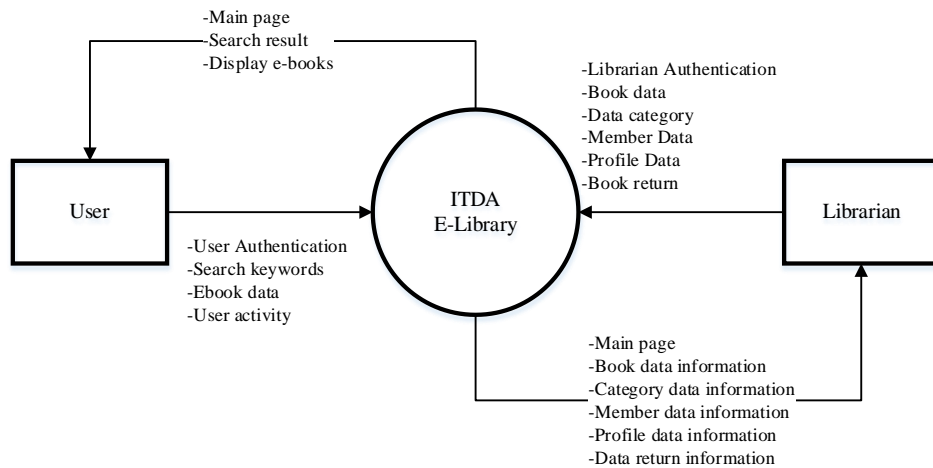 -Main page
-Search result
-Display e-books
-Librarian Authentication
-Book data
-Data category
-Member Data
-Profile Data
-Book return
User
ITDA
E-Library
Librarian
-User Authentication
-Search keywords
-Ebook data
-User activity
-Main page
-Book data information
-Category data information
-Member data information
-Profile data information
-Data return information